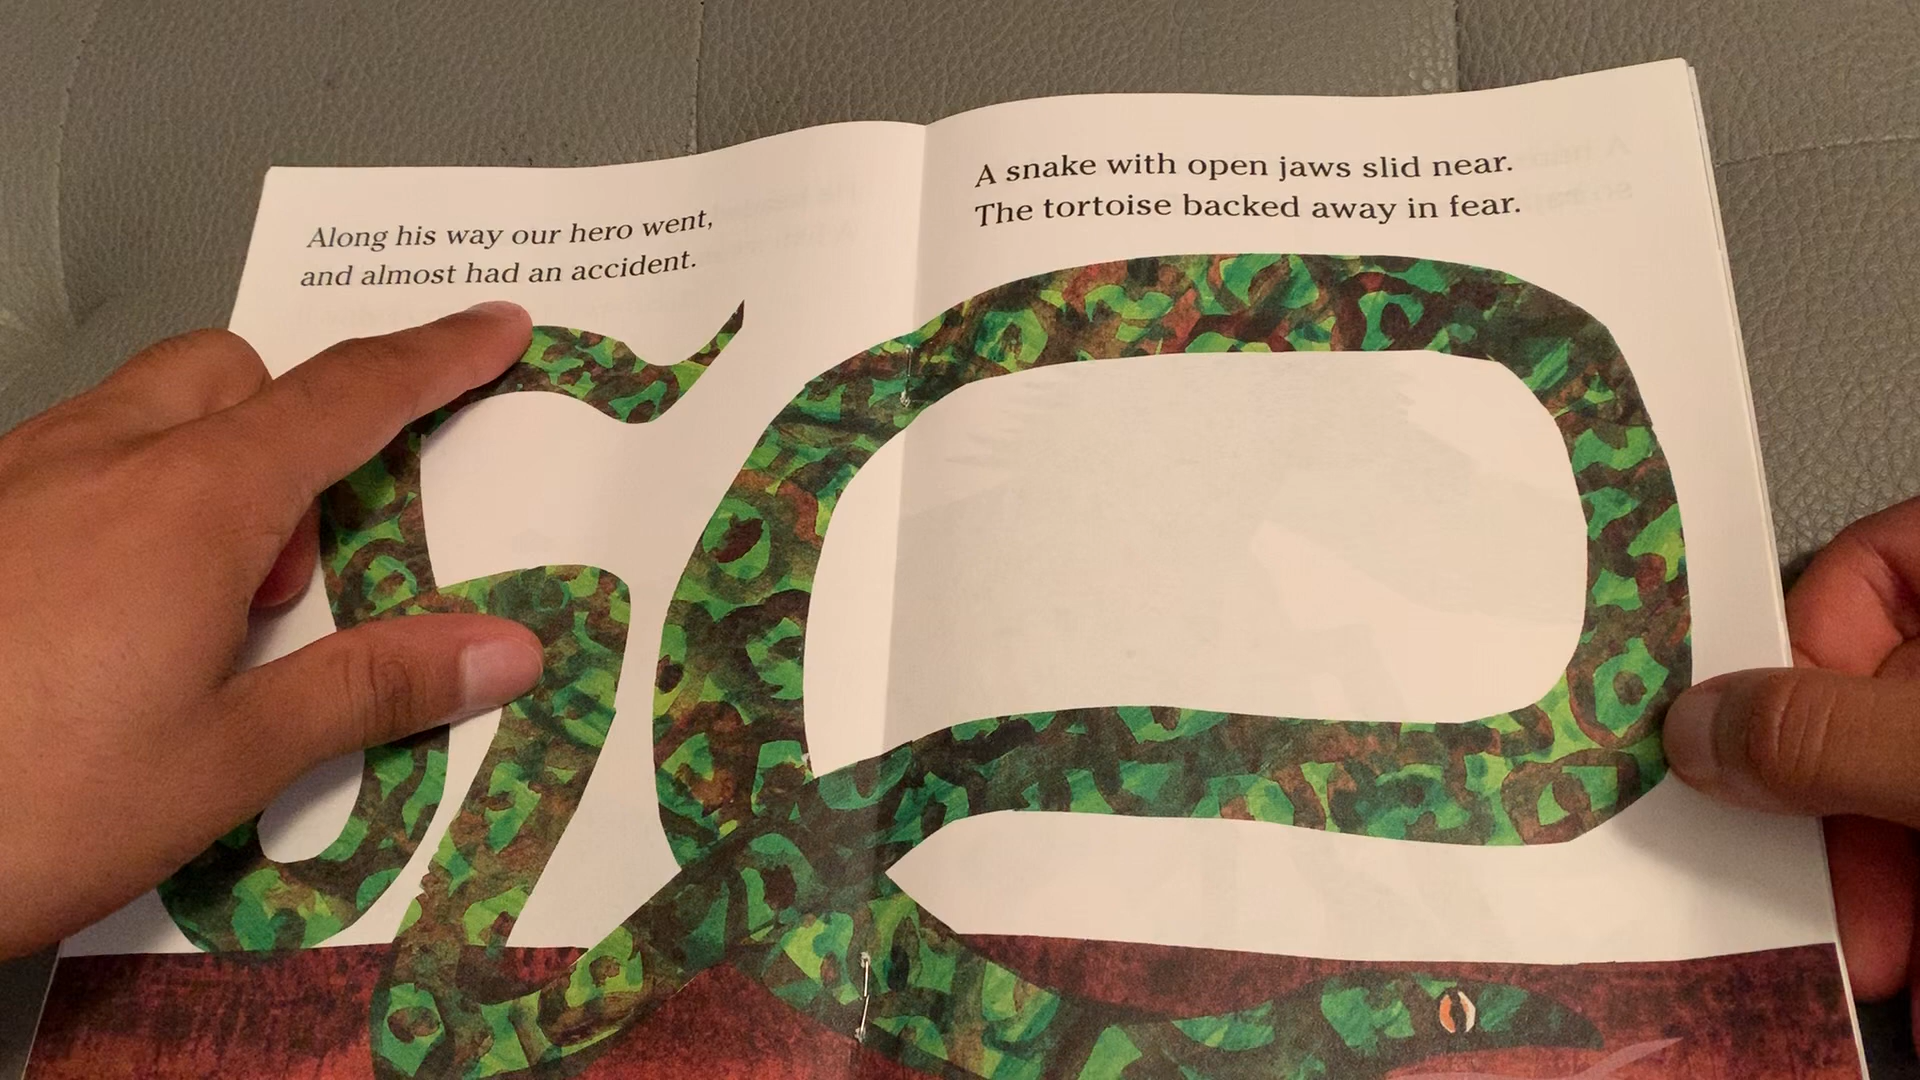 Along his way our hero went,
and almost had an accident.
A snake with open jaws slid near.
The tortoise backed away in fear.